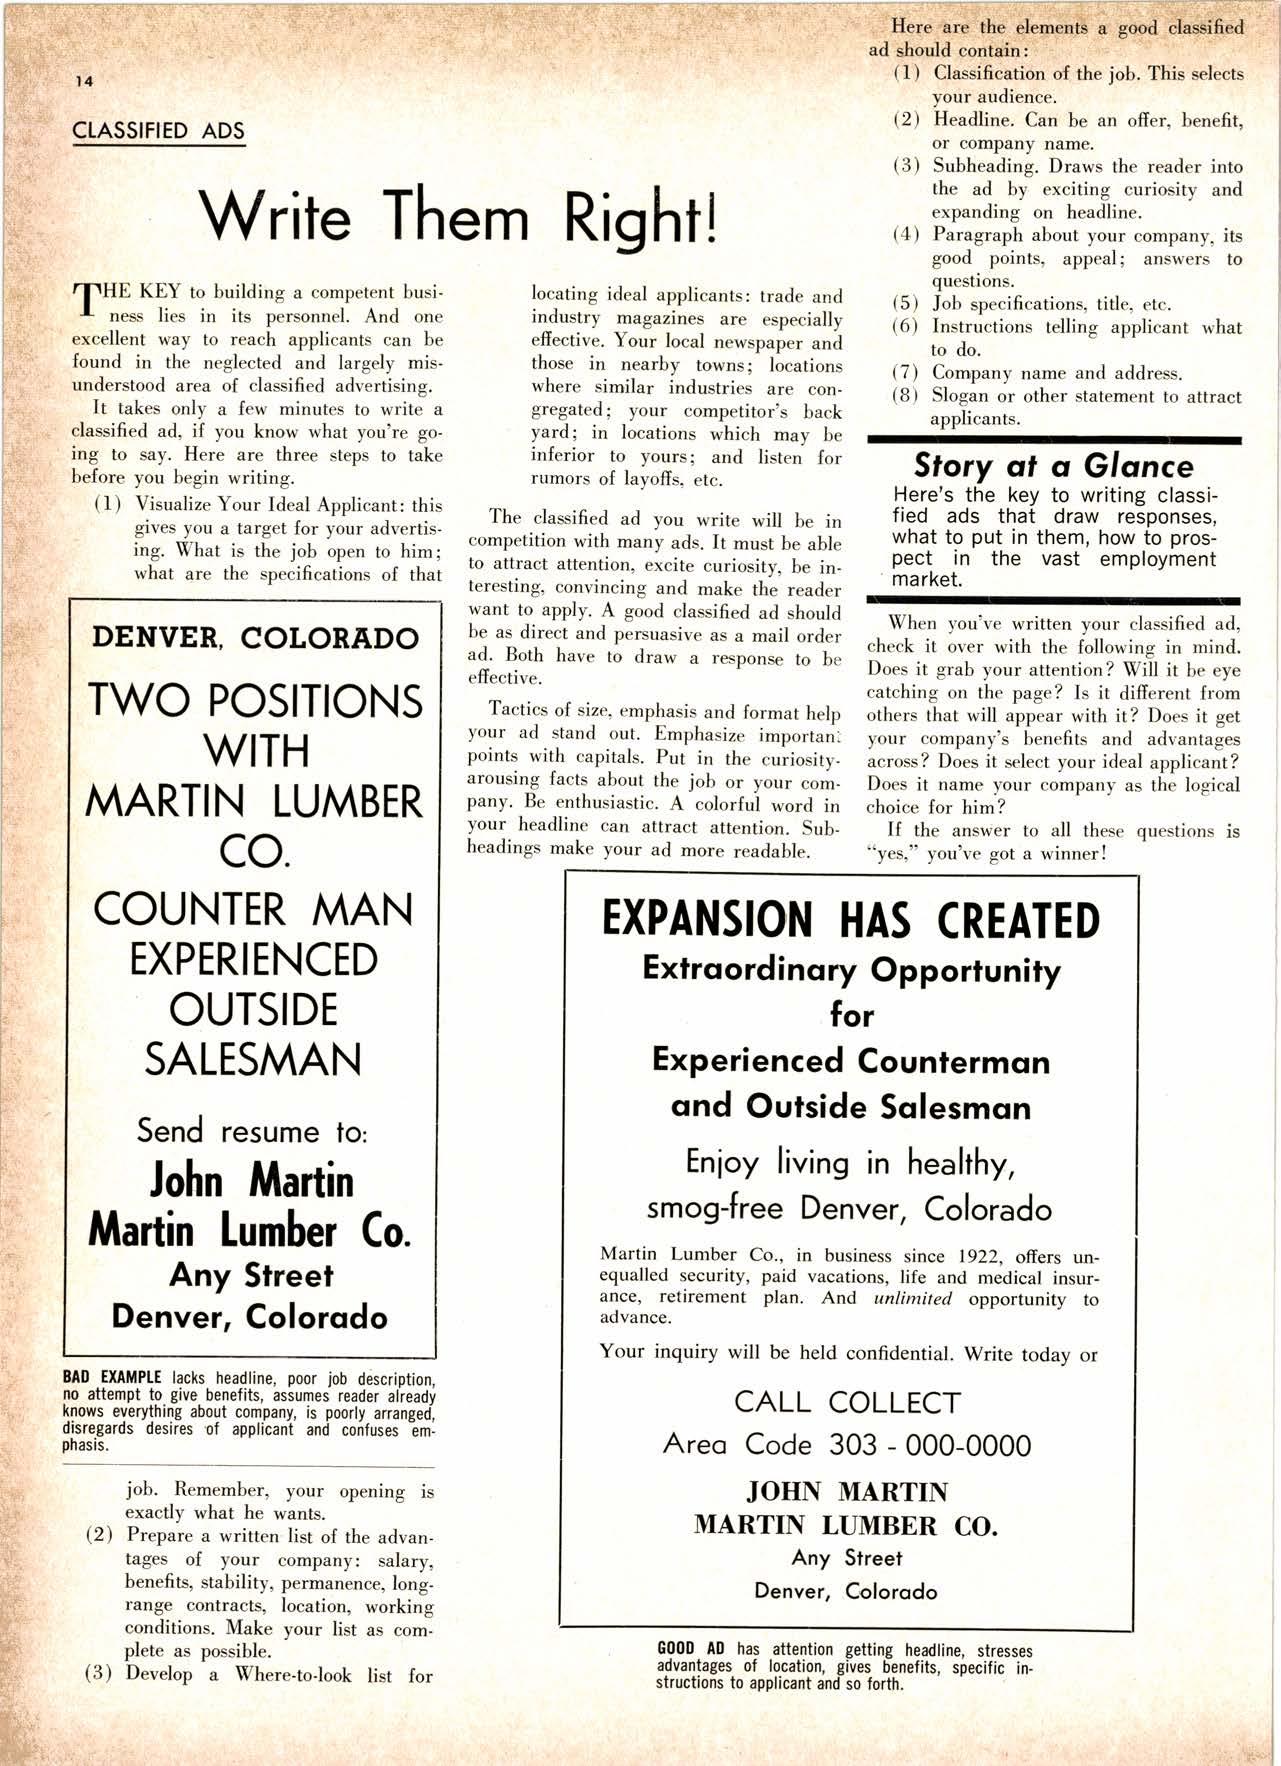 14
CLASSIFIED ADS
Write Them Right!
THE KEY to building a competent busi-
ness lies in its personnel. And one
excellent way to reach applicants can be
found in the neglected and largely mis-
understood area of classified advertising.
It takes only a few minutes to write a
classified ad, if you know what you're go-
ing to say. Here are three steps to take
before you begin writing.
(1) Visualize Your Ideal Applicant: this
gives you a target for your advertis-
ing. What is the job open to him;
what are the specifications of that
DENVER, COLORADO
TWO POSITIONS
WITH
MARTIN LUMBER
CO.
COUNTER MAN
EXPERIENCED
OUTSIDE
SALESMAN
Send resume to:
John Martin
Martin Lumber Co.
Any Street
Denver, Colorado
BAD EXAMPLE lacks headline, poor job description,
no attempt to give benefits, assumes reader already
knows everything about company, is poorly arranged,
disregards desires of applicant and confuses em-
phasis.
job. Remember, your opening is
exactly what he wants.
(2) Prepare a written list of the advan-
tages of your company: salary,
benefits, stability, permanence, long-
range contracts, location, working
conditions. Make your list as com-
plete as possible.
(3) Develop a Where-to-look list for
locating ideal applicants: trade and
industry magazines are especially
effective. Your local newspaper and
those in nearby towns; locations
where similar industries are con-
gregated; your competitor's back
yard; in locations which may be
inferior to yours; and listen for
rumors of layoffs, etc.
The classified ad you write will be in
competition with many ads. It must be able
to attract attention, excite curiosity, be in-
teresting, convincing and make the reader
want to apply. A good classified ad should
be as direct and persuasive as a mail order
ad. Both have to draw a response to be
effective.
Tactics of size, emphasis and format help
your ad stand out. Emphasize important
points with capitals. Put in the curiosity-
arousing facts about the job or your com-
pany. Be enthusiastic. A colorful word in
your headline can attract attention. Sub-
headings make your ad more readable.
Here are the elements a good classified
ad should contain:
(1) Classification of the job. This selects
your audience.
(2) Headline. Can be an offer, benefit,
or company name.
(3) Subheading. Draws the reader into
the ad by exciting curiosity and
expanding on headline.
(4) Paragraph about your company, its
good points, appeal; answers to
questions.
(5) Job specifications, title, etc.
(6) Instructions telling applicant what
to do.
(7) Company name and address.
(8) Slogan or other statement to attract
applicants.
Story at a Glance
Here's the key to writing classi-
fied ads that draw responses,
what to put in them, how to pros-
pect in the vast employment
market.
When you've written your classified ad,
check it over with the following in mind.
Does it grab your attention? Will it be eye
catching on the page? Is it different from
others that will appear with it? Does it get
your company's benefits and advantages
across? Does it select your ideal applicant?
Does it name your company as the logical
choice for him?
If the answer to all these questions is
"yes," you've got a winner!
EXPANSION HAS CREATED
Extraordinary Opportunity
for
Experienced Counterman
and Outside Salesman
Enjoy living in healthy,
smog-free Denver, Colorado
Martin Lumber Co., in business since 1922, offers un-
equalled security, paid vacations, life and medical insur-
ance, retirement plan. And unlimited opportunity to
advance.
Your inquiry will be held confidential. Write today or
CALL COLLECT
Area Code 303 - 000-0000
JOHN MARTIN
MARTIN LUMBER CO.
Any Street
Denver, Colorado
GOOD AD has attention getting headline, stresses
advantages of location, gives benefits, specific in-
structions to applicant and so forth.